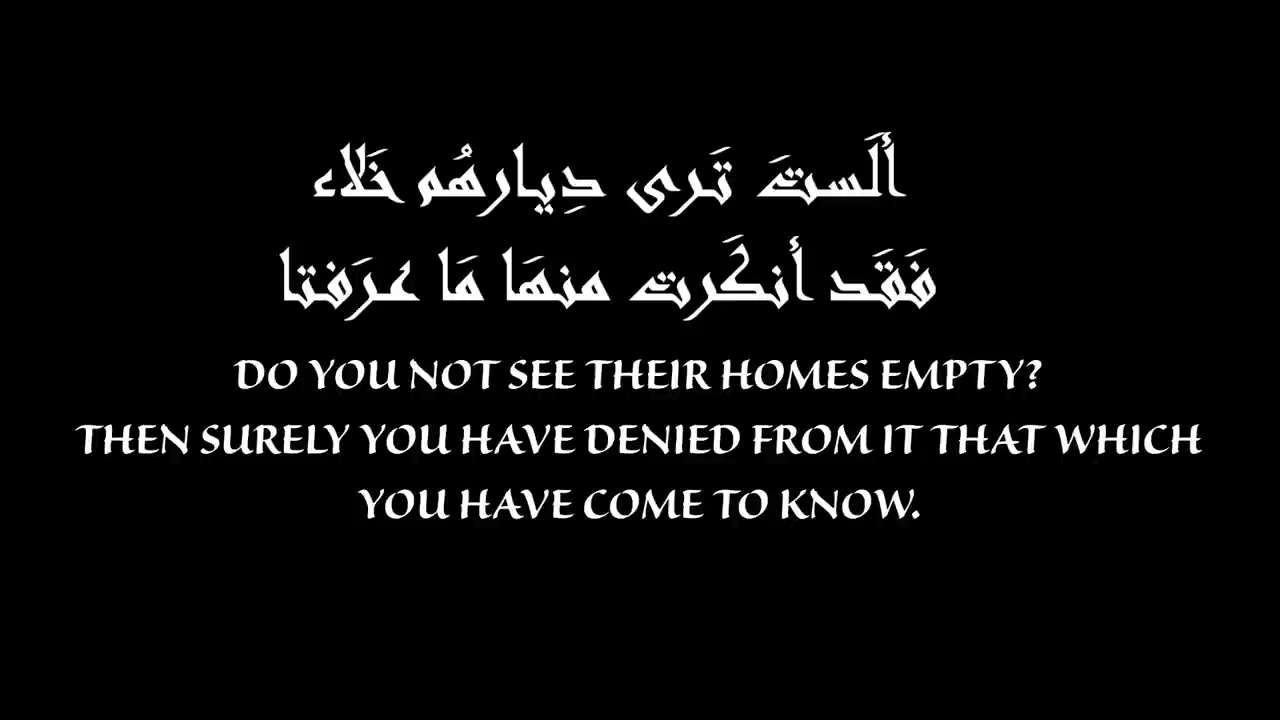 أَلَستَ تَرى دِيارهُم خَلاء
فَقَد أنكَرت منهَا مَا عرَفتا
DO YOU NOT SEE THEIR HOMES EMPTY?
THEN SURELY YOU HAVE DENIED FROM IT THAT WHICH
YOU HAVE COME TO KNOW.